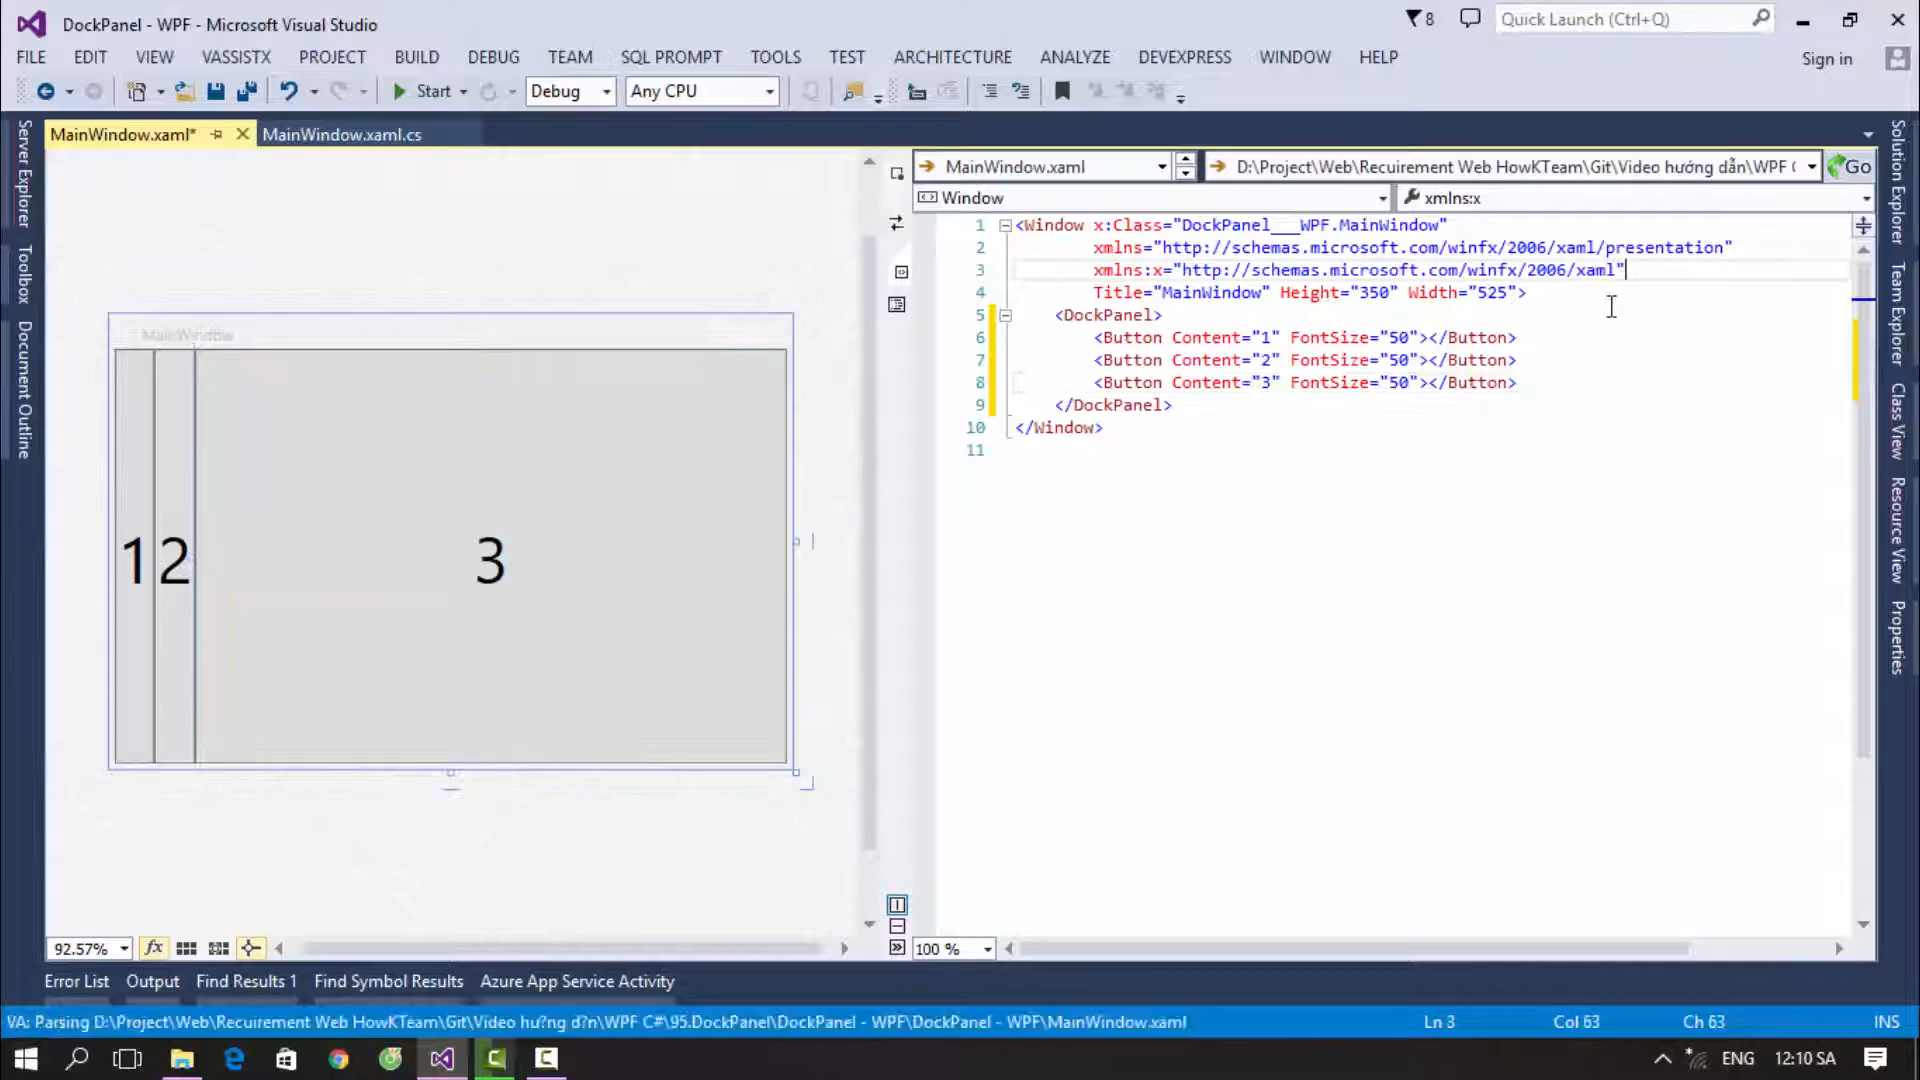 DockPanel - WPF - Microsoft Visual Studio
8
Quick Launch (Ctrl+Q)
FILE EDIT VIEW VASSISTX PROJECT BUILD DEBUG TEAM SQL PROMPT TOOLS TEST ARCHITECTURE ANALYZE DEVEXPRESS WINDOW HELP
Sign in
Start
Debug
Any CPU
Server Explorer
Toolbox
Document Outline
MainWindow.xaml*
MainWindow.xaml.cs
MainWindow.xaml
D:\Project\Web\Recuirement Web HowKTeam\Git\Video hướng dẫn\WPF C
Go
Window
xmlns:x
1 <Window x:Class="DockPanel___WPF.MainWindow"
2 xmlns="http://schemas.microsoft.com/winfx/2006/xaml/presentation"
3 xmlns:x="http://schemas.microsoft.com/winfx/2006/xaml"
4 Title="MainWindow" Height="350" Width="525">
5 <DockPanel>
6 <Button Content="1" FontSize="50"></Button>
7 <Button Content="2" FontSize="50"></Button>
8 <Button Content="3" FontSize="50"></Button>
9 </DockPanel>
10 </Window>
11
MainWindow
1 2 3
Solution Explorer
Team Explorer
Class View
Resource View
Properties
92.57%
fx
100 %
Error List Output Find Results 1 Find Symbol Results Azure App Service Activity
VA: Parsing D:\Project\Web\Recuirement Web HowKTeam\Git\Video hu?ng d?n\WPF C#\95.DockPanel\DockPanel - WPF\DockPanel - WPF\MainWindow.xaml
Ln 3
Col 63
Ch 63
INS
ENG
12:10 SA